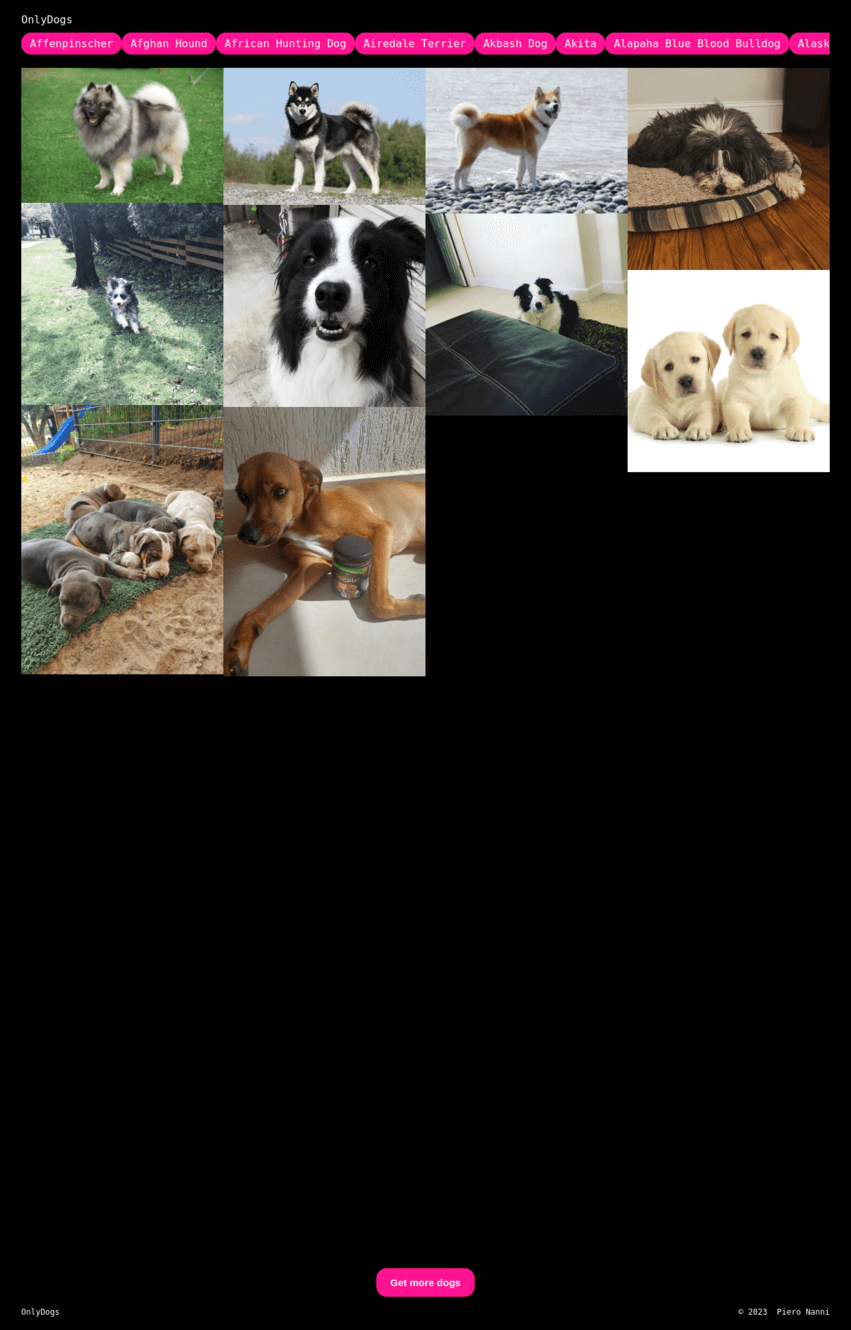 OnlyDogs
Affenpinscher Afghan Hound African Hunting Dog Airedale Terrier Akbash Dog Akita Alapaha Blue Blood Bulldog Alask
Get more dogs
OnlyDogs © 2023 Piero Nanni